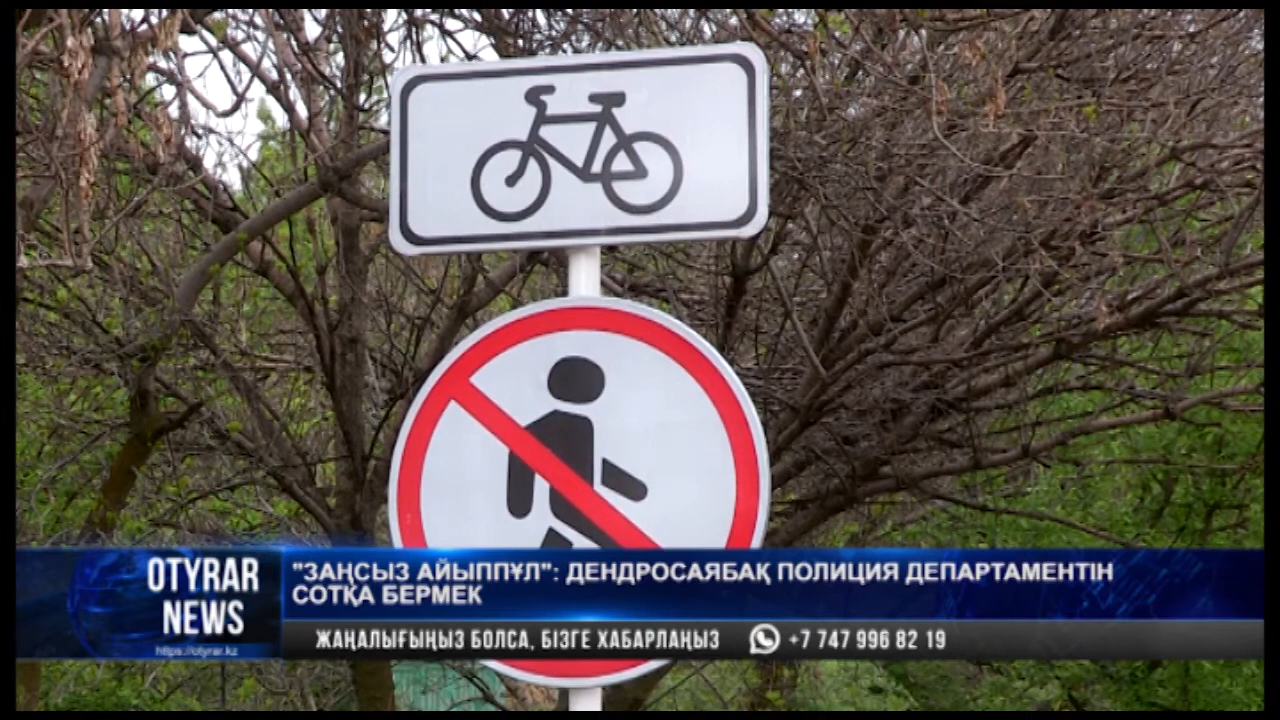 OTYRAR
NEWS
https://otyrar.kz
"ЗАҢСЫЗ АЙЫППҰЛ": ДЕНДРОСАЯБАҚ ПОЛИЦИЯ ДЕПАРТАМЕНТІН
СОТҚА БЕРМЕК
ЖАҢАЛЫҒЫҢЫЗ БОЛСА, БІЗГЕ ХАБАРЛАҢЫЗ +7 747 996 82 19